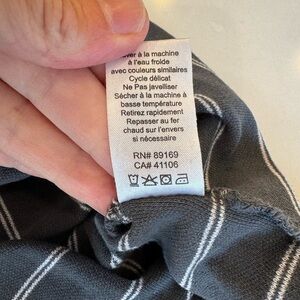 Laver à la machine
à l'eau froide
avec couleurs similaires
Cycle délicat
Ne Pas javelliser
Sécher à la machine à
basse température
Retirez rapidement
Repasser au fer
chaud sur l'envers
si nécessaire
RN# 89169
CA# 41106